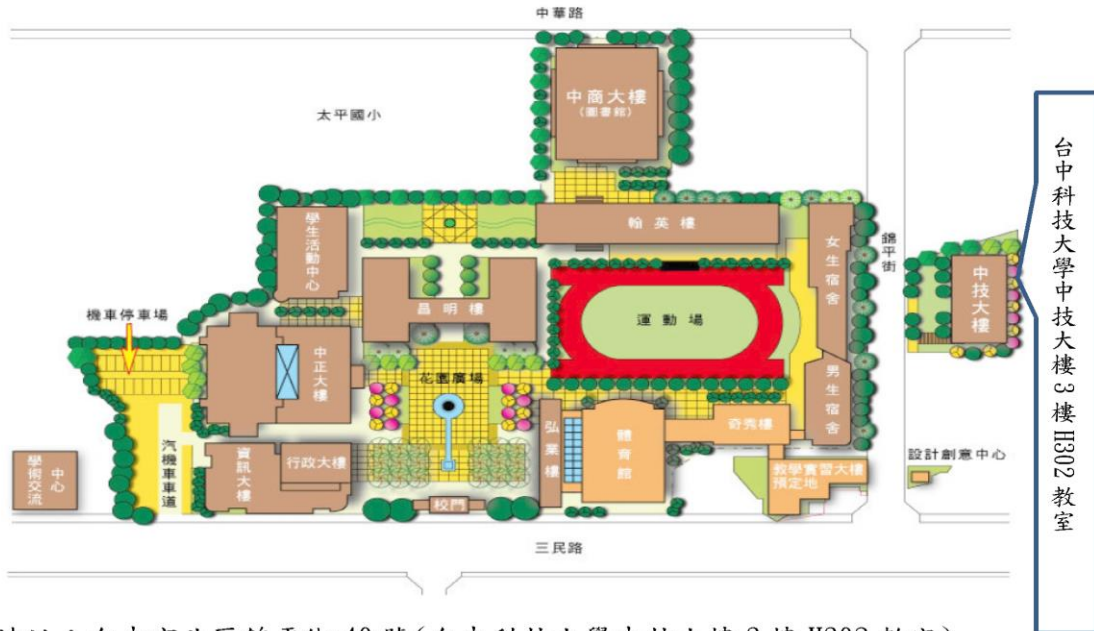 中華路
太平國小
中商大樓
(圖書館)
學生活動中心
翰英樓
女生宿舍
錦平街
中技大樓
台中科技大學中技大樓3樓H302教室
昌明樓
運動場
機車停車場
中正大樓
花園廣場
男生宿舍
弘業樓
體育館
奇秀樓
汽機車車道
資訊大樓
行政大樓
教學實習大樓
預定地
設計創意中心
學術交流
中心
校門
三民路